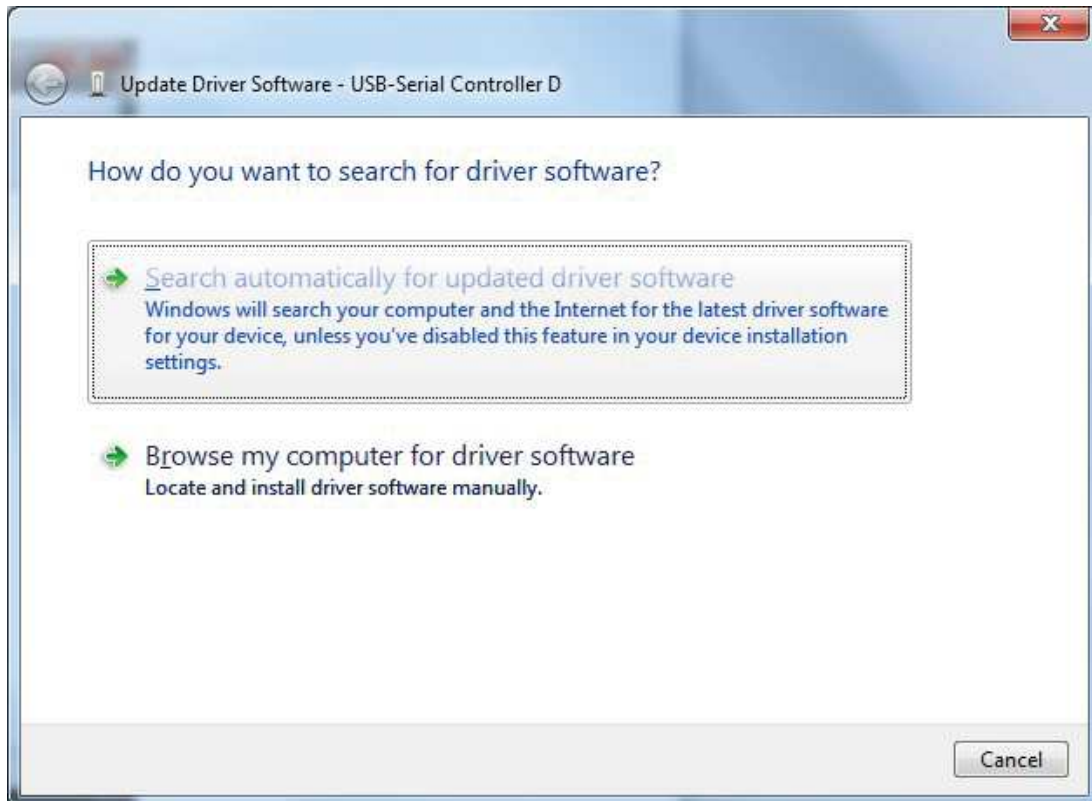 Update Driver Software - USB-Serial Controller D
How do you want to search for driver software?
Search automatically for updated driver software
Windows will search your computer and the Internet for the latest driver software
for your device, unless you've disabled this feature in your device installation
settings.
Browse my computer for driver software
Locate and install driver software manually.
Cancel